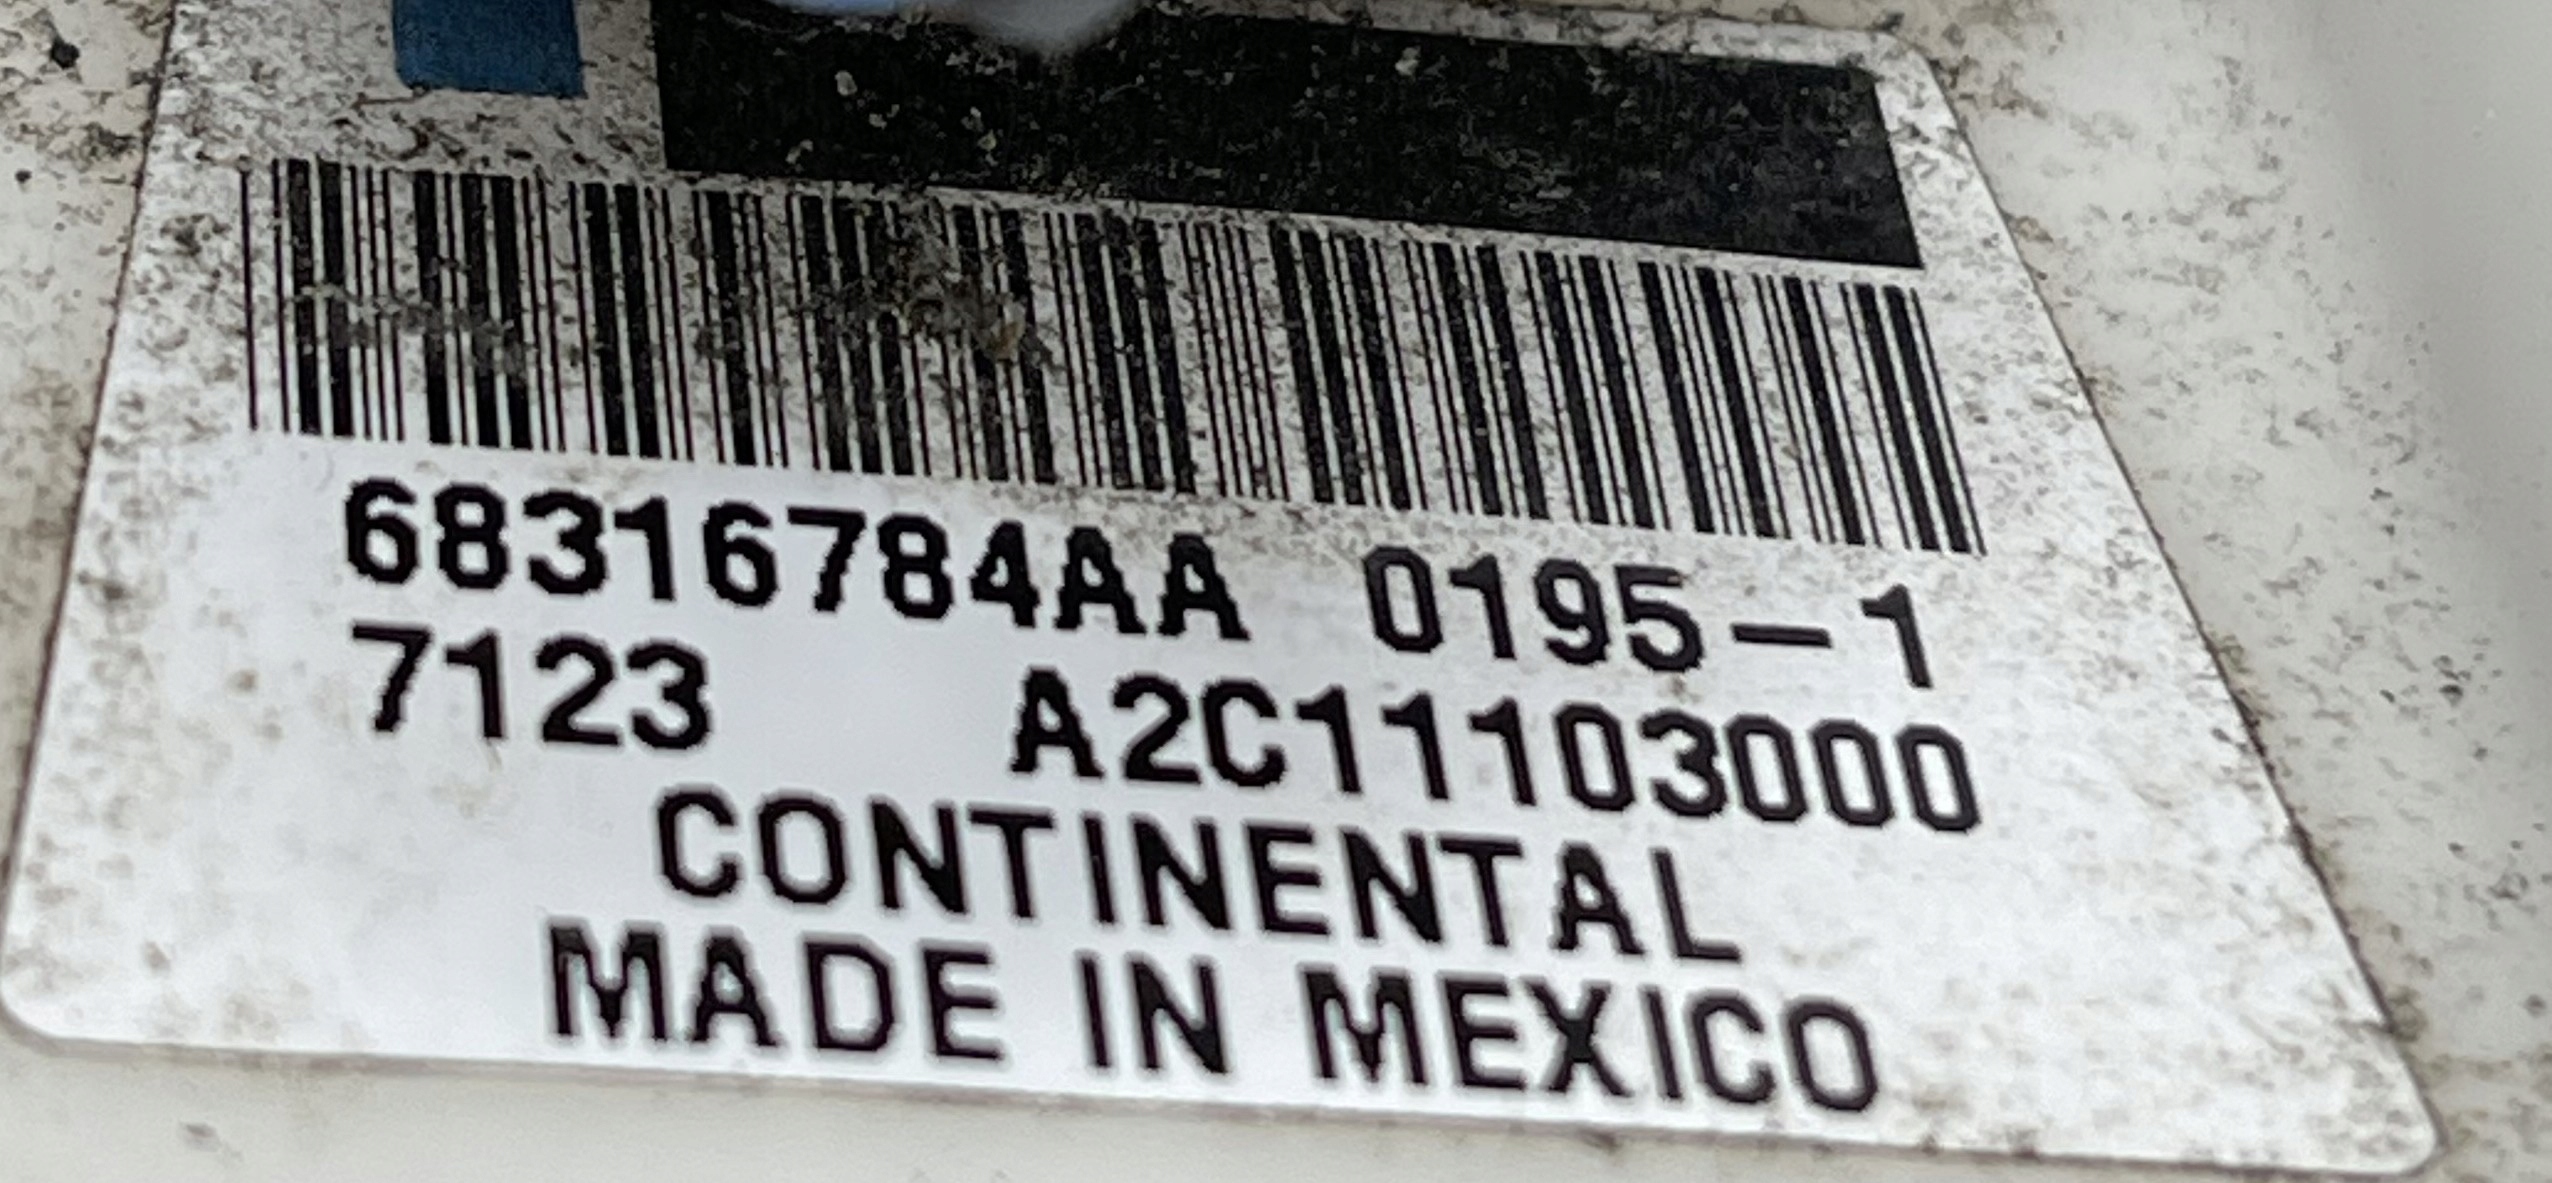 68316784AA 0195-1
7123 A2C11103000
CONTINENTAL
MADE IN MEXICO